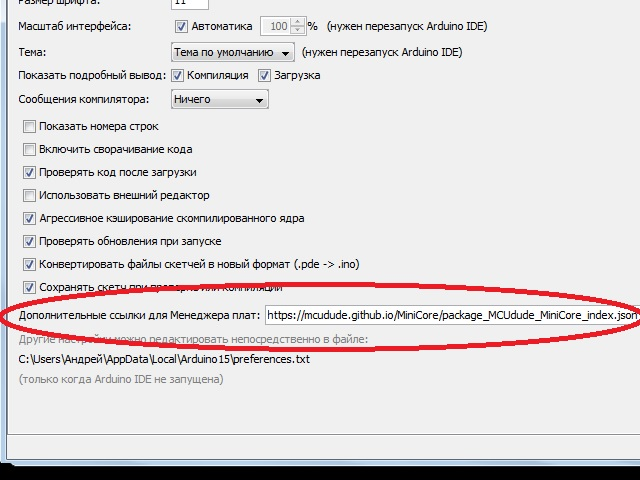 Размер шрифта: 11
Масштаб интерфейса: Автоматика 100 % (нужен перезапуск Arduino IDE)
Тема: Тема по умолчанию (нужен перезапуск Arduino IDE)
Показать подробный вывод: Компиляция Загрузка
Сообщения компилятора: Ничего
Показать номера строк
Включить сворачивание кода
Проверять код после загрузки
Использовать внешний редактор
Агрессивное кэширование скомпилированного ядра
Проверять обновления при запуске
Конвертировать файлы скетчей в новый формат (.pde -> .ino)
Сохранять скетч при проверке или компиляции
Дополнительные ссылки для Менеджера плат: https://mcudude.github.io/MiniCore/package_MCUdude_MiniCore_index.json
Другие настройки можно редактировать непосредственно в файле:
C:\Users\Андрей\AppData\Local\Arduino15\preferences.txt
(только когда Arduino IDE не запущена)